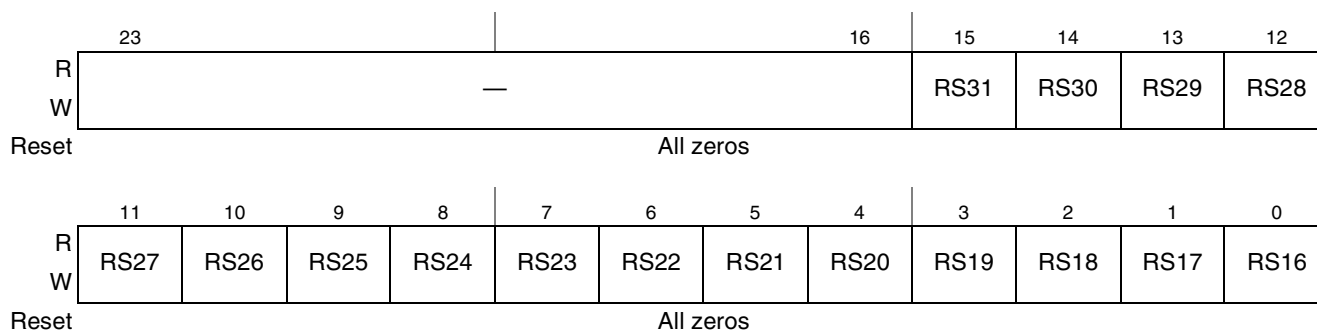 23 16 15 14 13 12
R
W
— RS31 RS30 RS29 RS28
Reset All zeros
11 10 9 8 7 6 5 4 3 2 1 0
R
W
RS27 RS26 RS25 RS24 RS23 RS22 RS21 RS20 RS19 RS18 RS17 RS16
Reset All zeros